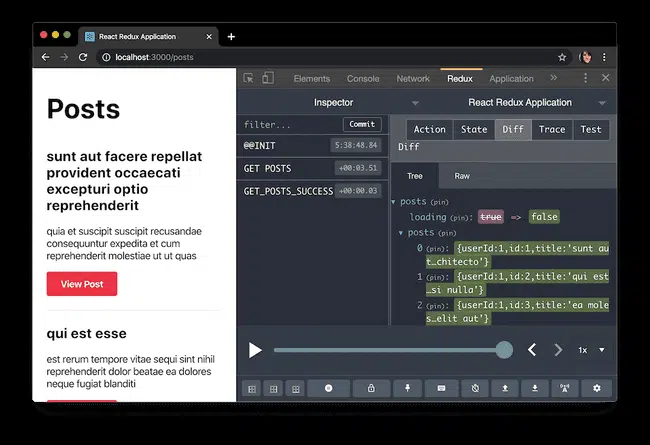 React Redux Application
localhost:3000/posts
Posts
sunt aut facere repellat
provident occaecati
excepturi optio
reprehenderit
quia et suscipit suscipit recusandae
consequuntur expedita et cum
reprehenderit molestiae ut ut quas
View Post
qui est esse
est rerum tempore vitae sequi sint nihil
reprehenderit dolor beatae ea dolores
neque fugiat blanditi
Elements Console Network Redux Application »
Inspector React Redux Application
filter... Commit
@@INIT 5:38:48.84
GET POSTS +00:03.51
GET_POSTS_SUCCESS +00:00.03
Action State Diff Trace Test
Diff
Tree Raw
posts (pin)
loading (pin): true => false
posts (pin)
0 (pin): {userId:1,id:1,title:'sunt au
t…chitecto'}
1 (pin): {userId:1,id:2,title:'qui est
…si nulla'}
2 (pin): {userId:1,id:3,title:'ea mole
s…elit aut'}
1x